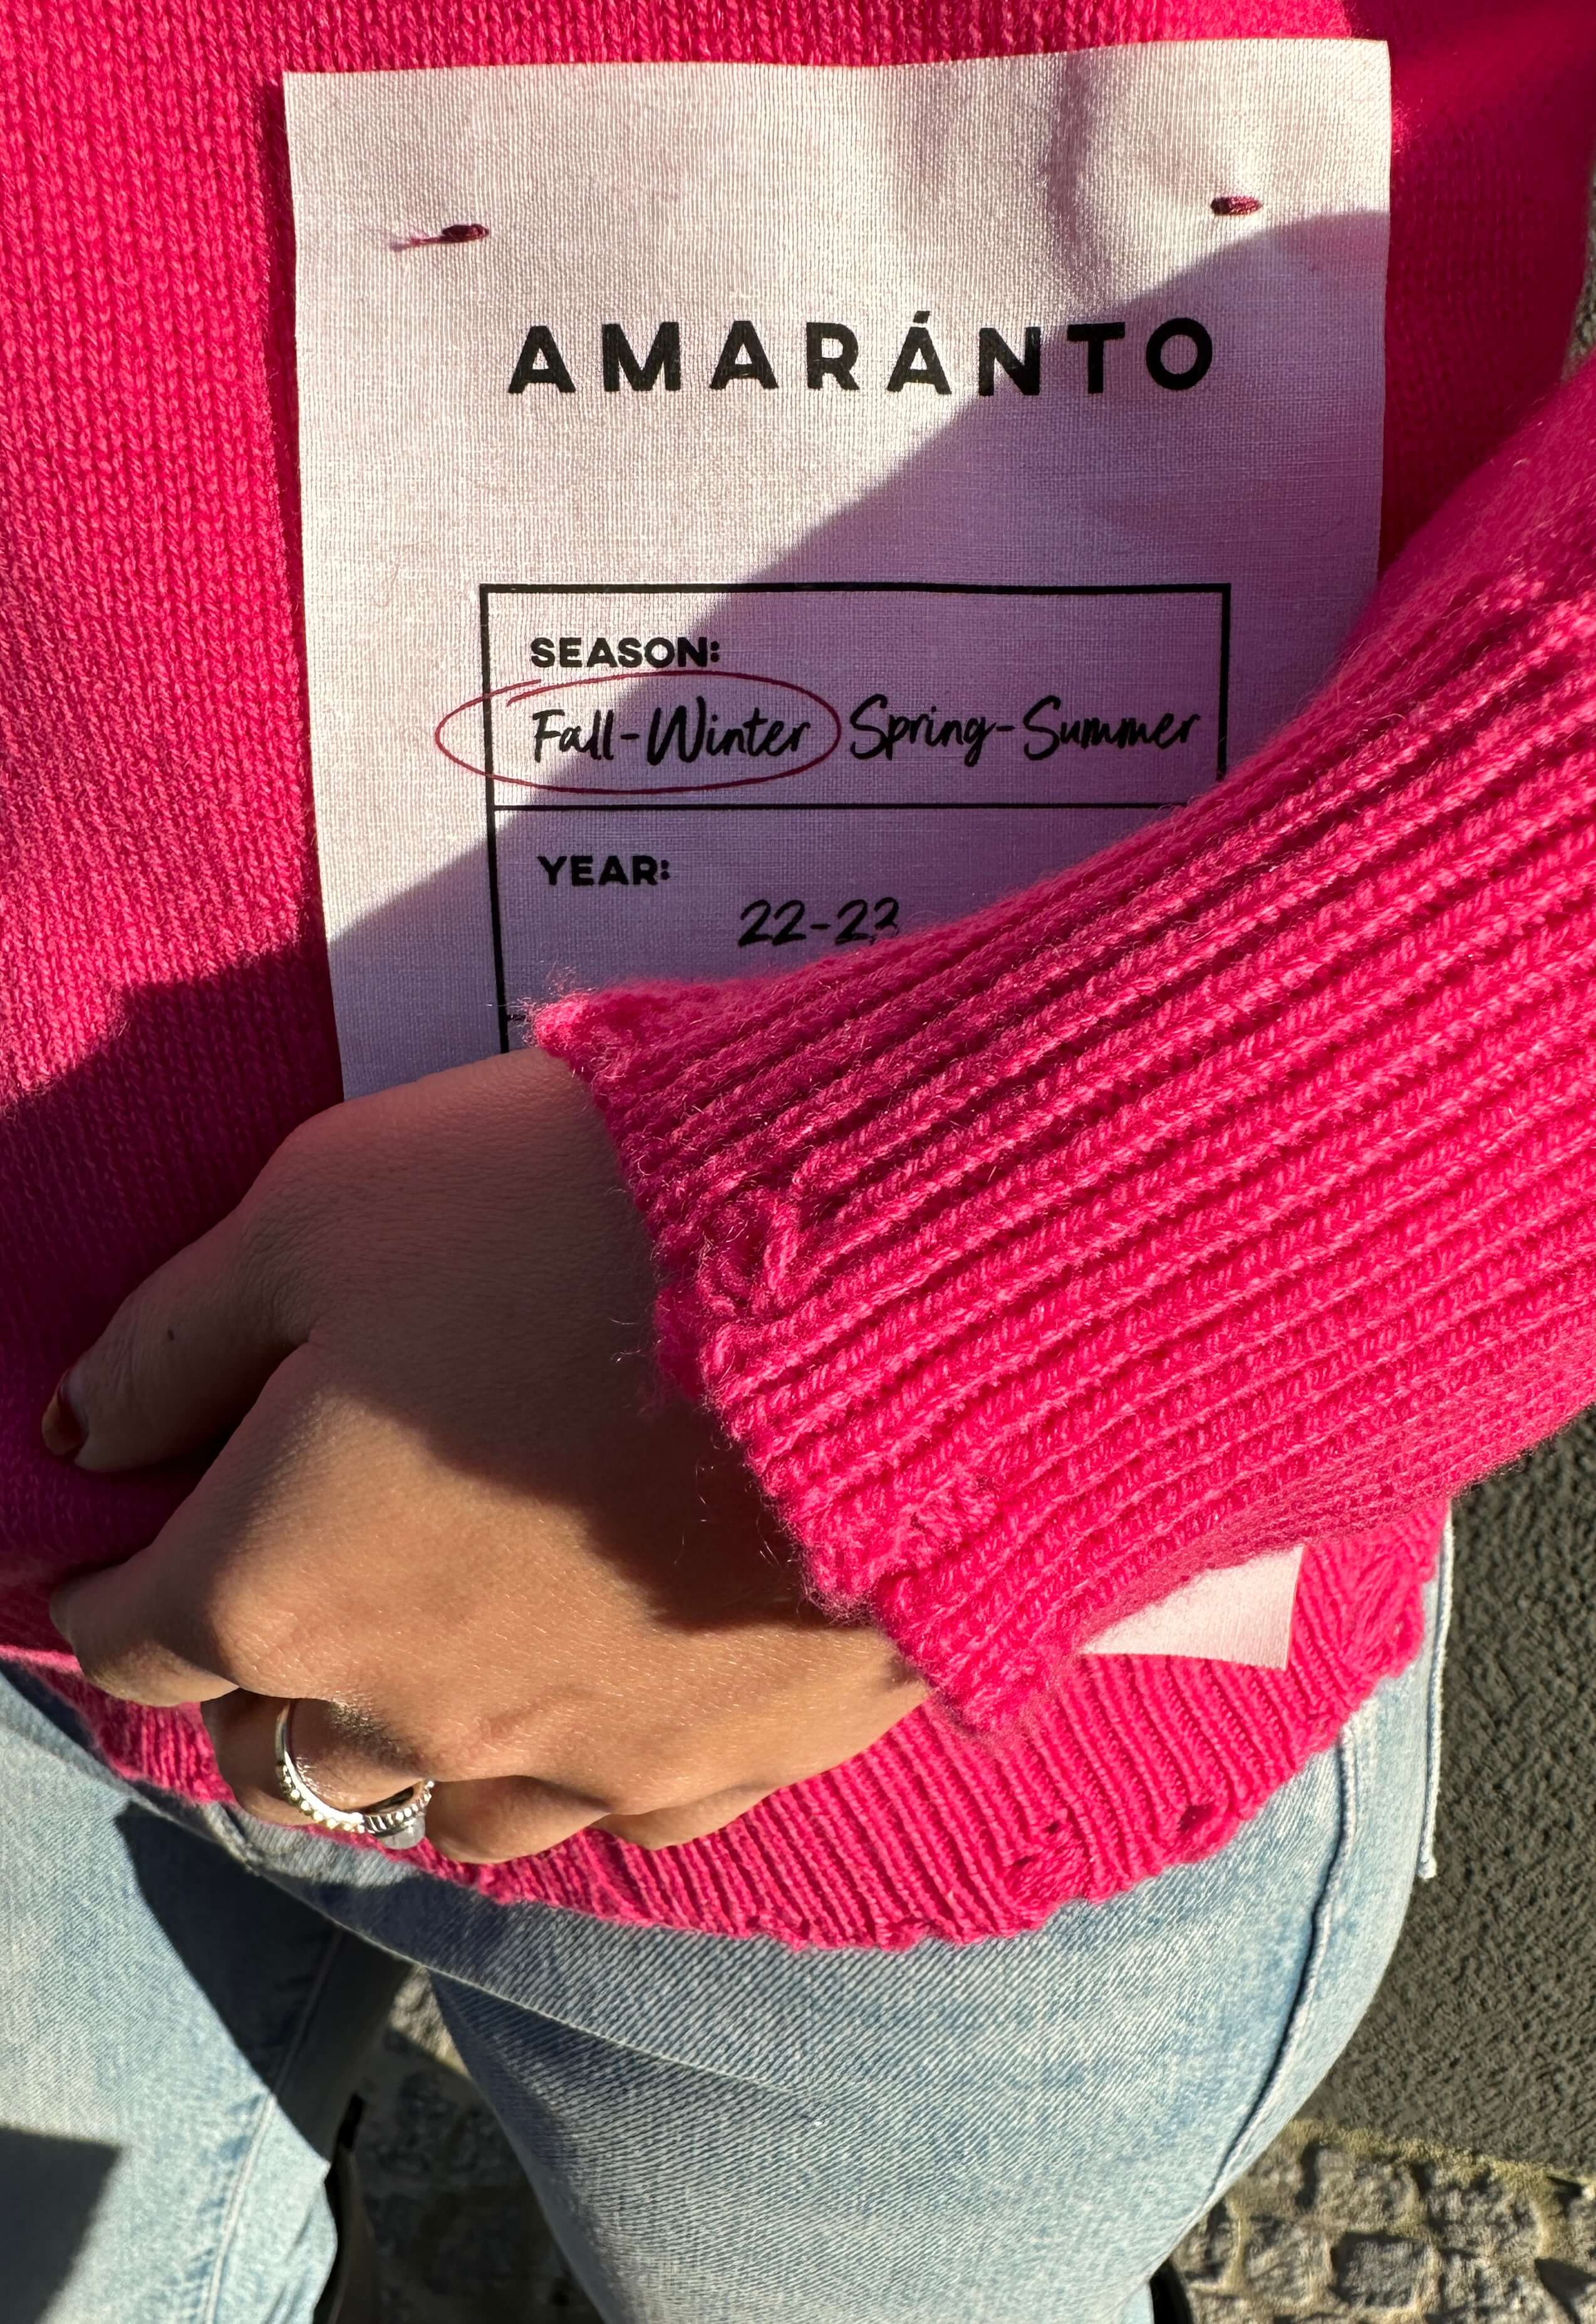 AMARÁNTO
SEASON:
Fall-Winter Spring-Summer
YEAR:
22-23